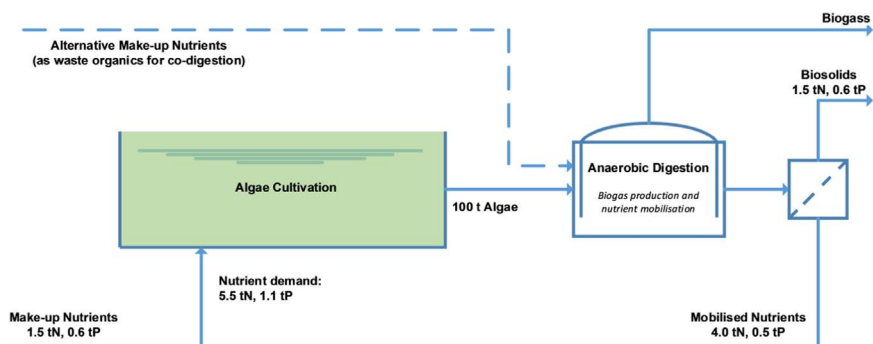 Biogass
Alternative Make-up Nutrients
(as waste organics for co-digestion)
Biosolids
1.5 tN, 0.6 tP
Algae Cultivation
Anaerobic Digestion
Biogas production and
nutrient mobilisation
100 t Algae
Nutrient demand:
5.5 tN, 1.1 tP
Make-up Nutrients
1.5 tN, 0.6 tP
Mobilised Nutrients
4.0 tN, 0.5 tP